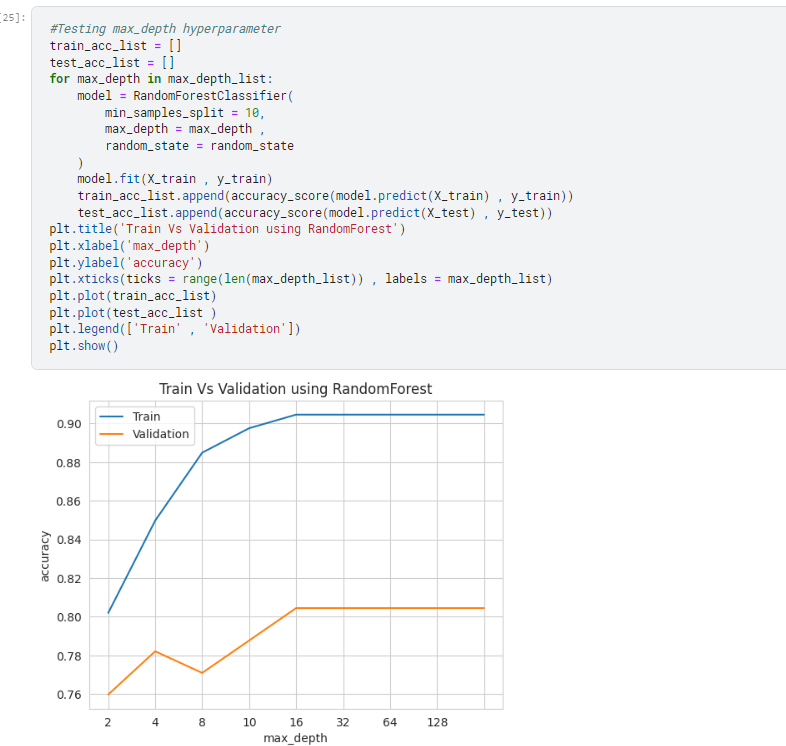 [25]:
#Testing max_depth hyperparameter
train_acc_list = []
test_acc_list = []
for max_depth in max_depth_list:
    model = RandomForestClassifier(
        min_samples_split = 10,
        max_depth = max_depth ,
        random_state = random_state
    )
    model.fit(X_train , y_train)
    train_acc_list.append(accuracy_score(model.predict(X_train) , y_train))
    test_acc_list.append(accuracy_score(model.predict(X_test) , y_test))
plt.title('Train Vs Validation using RandomForest')
plt.xlabel('max_depth')
plt.ylabel('accuracy')
plt.xticks(ticks = range(len(max_depth_list)) , labels = max_depth_list)
plt.plot(train_acc_list)
plt.plot(test_acc_list )
plt.legend(['Train' , 'Validation'])
plt.show()
Train Vs Validation using RandomForest
Train
Validation
0.90
0.88
0.86
0.84
0.82
0.80
0.78
0.76
accuracy
2 4 8 10 16 32 64 128
max_depth